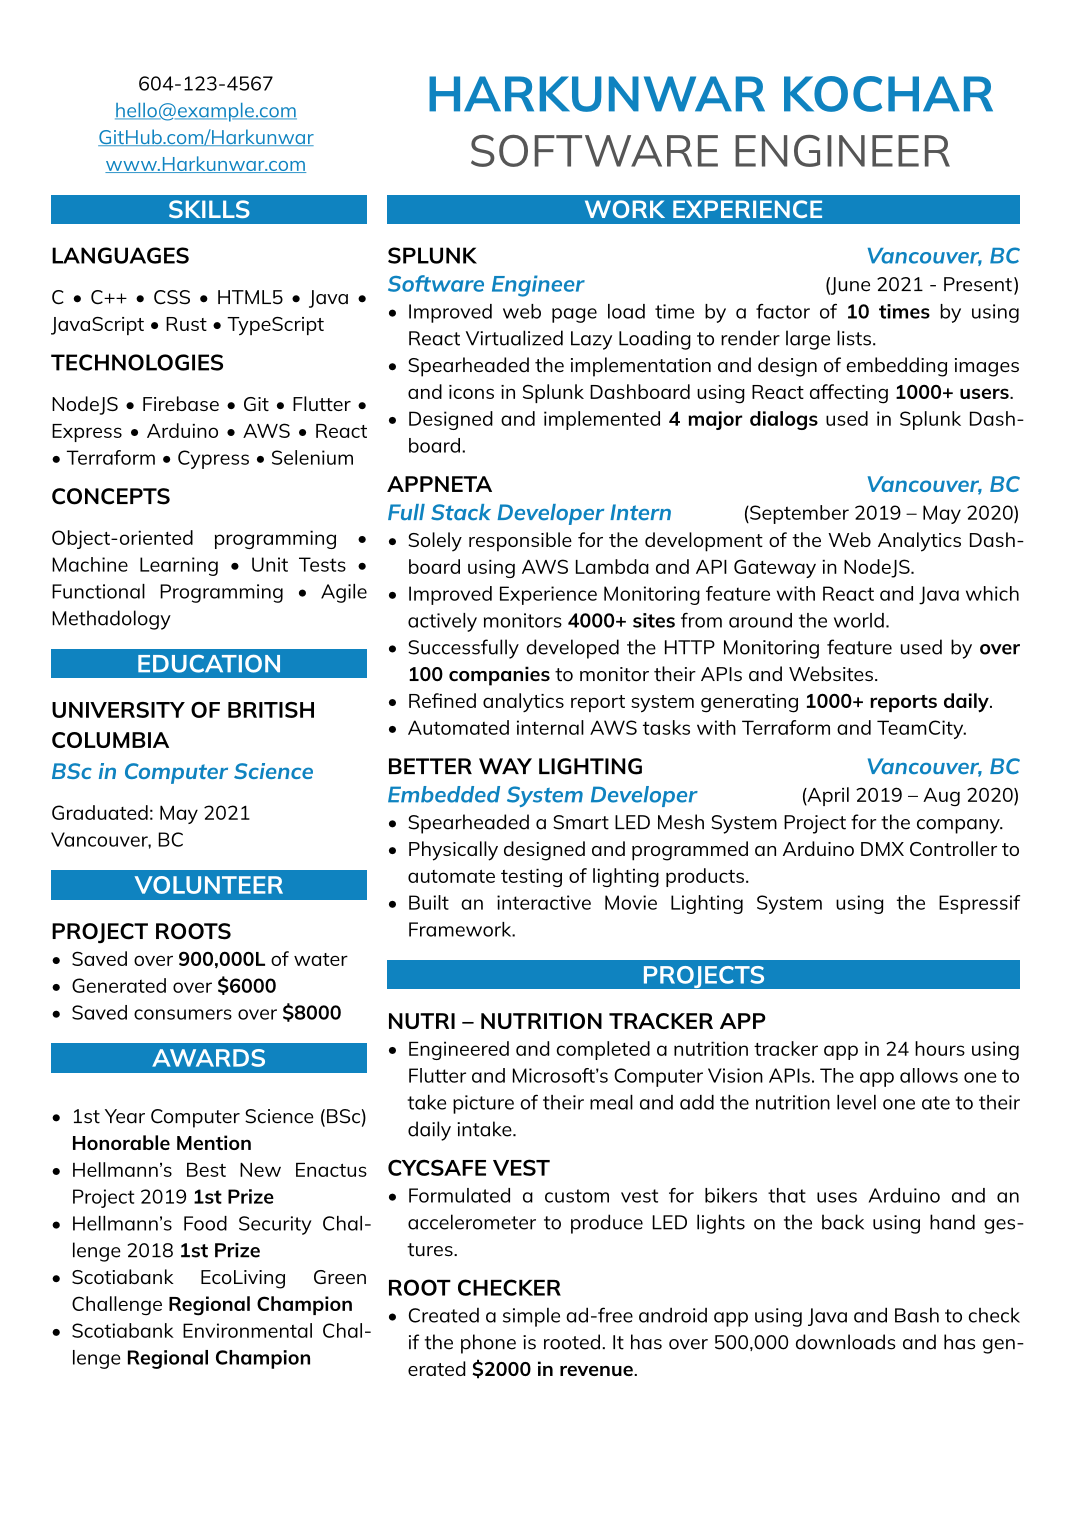 604-123-4567
hello@example.com
GitHub.com/Harkunwar
www.Harkunwar.com
HARKUNWAR KOCHAR
SOFTWARE ENGINEER
SKILLS
LANGUAGES
C • C++ • CSS • HTML5 • Java •
JavaScript • Rust • TypeScript
TECHNOLOGIES
NodeJS • Firebase • Git • Flutter •
Express • Arduino • AWS • React
• Terraform • Cypress • Selenium
CONCEPTS
Object-oriented programming •
Machine Learning • Unit Tests •
Functional Programming • Agile
Methadology
EDUCATION
UNIVERSITY OF BRITISH
COLUMBIA
BSc in Computer Science
Graduated: May 2021
Vancouver, BC
VOLUNTEER
PROJECT ROOTS
• Saved over 900,000L of water
• Generated over $6000
• Saved consumers over $8000
AWARDS
• 1st Year Computer Science (BSc)
Honorable Mention
• Hellmann's Best New Enactus
Project 2019 1st Prize
• Hellmann's Food Security Chal-
lenge 2018 1st Prize
• Scotiabank EcoLiving Green
Challenge Regional Champion
• Scotiabank Environmental Chal-
lenge Regional Champion
WORK EXPERIENCE
SPLUNK Vancouver, BC
Software Engineer (June 2021 - Present)
• Improved web page load time by a factor of 10 times by using
React Virtualized Lazy Loading to render large lists.
• Spearheaded the implementation and design of embedding images
and icons in Splunk Dashboard using React affecting 1000+ users.
• Designed and implemented 4 major dialogs used in Splunk Dash-
board.
APPNETA Vancouver, BC
Full Stack Developer Intern (September 2019 – May 2020)
• Solely responsible for the development of the Web Analytics Dash-
board using AWS Lambda and API Gateway in NodeJS.
• Improved Experience Monitoring feature with React and Java which
actively monitors 4000+ sites from around the world.
• Successfully developed the HTTP Monitoring feature used by over
100 companies to monitor their APIs and Websites.
• Refined analytics report system generating 1000+ reports daily.
• Automated internal AWS tasks with Terraform and TeamCity.
BETTER WAY LIGHTING Vancouver, BC
Embedded System Developer (April 2019 – Aug 2020)
• Spearheaded a Smart LED Mesh System Project for the company.
• Physically designed and programmed an Arduino DMX Controller to
automate testing of lighting products.
• Built an interactive Movie Lighting System using the Espressif
Framework.
PROJECTS
NUTRI – NUTRITION TRACKER APP
• Engineered and completed a nutrition tracker app in 24 hours using
Flutter and Microsoft's Computer Vision APIs. The app allows one to
take picture of their meal and add the nutrition level one ate to their
daily intake.
CYCSAFE VEST
• Formulated a custom vest for bikers that uses Arduino and an
accelerometer to produce LED lights on the back using hand ges-
tures.
ROOT CHECKER
• Created a simple ad-free android app using Java and Bash to check
if the phone is rooted. It has over 500,000 downloads and has gen-
erated $2000 in revenue.